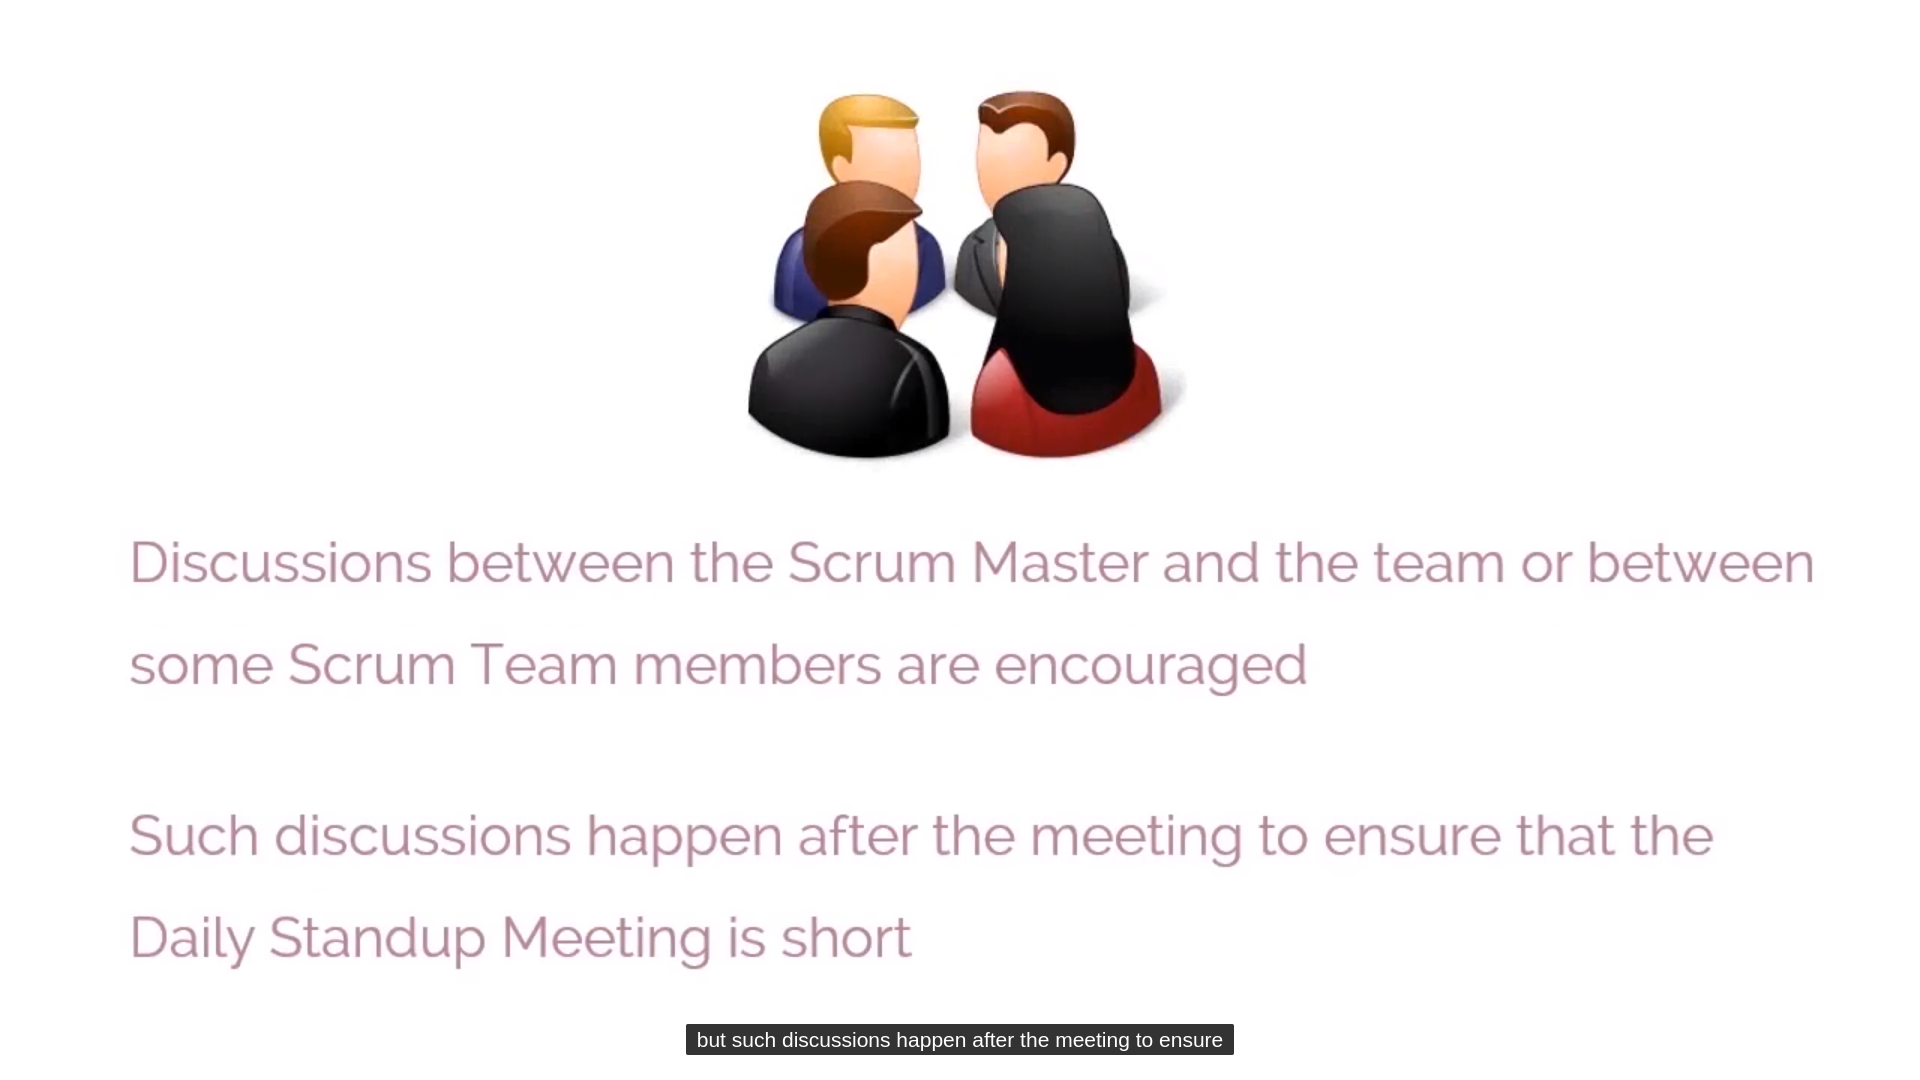 Discussions between the Scrum Master and the team or between
some Scrum Team members are encouraged
Such discussions happen after the meeting to ensure that the
Daily Standup Meeting is short
but such discussions happen after the meeting to ensure